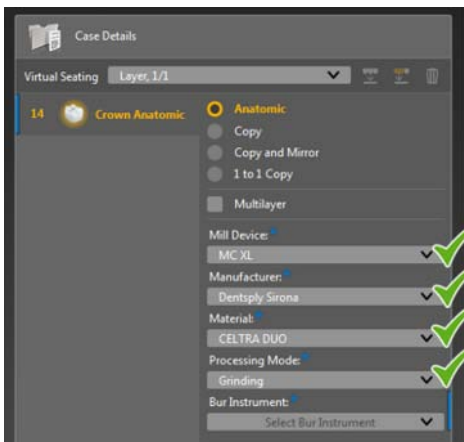 Case Details
Virtual Seating Layer, 1/1
14 Crown Anatomic
Anatomic
Copy
Copy and Mirror
1 to 1 Copy
Multilayer
Mill Device:
MC XL
Manufacturer:
Dentsply Sirona
Material:
CELTRA DUO
Processing Mode:
Grinding
Bur Instrument:
Select Bur Instrument